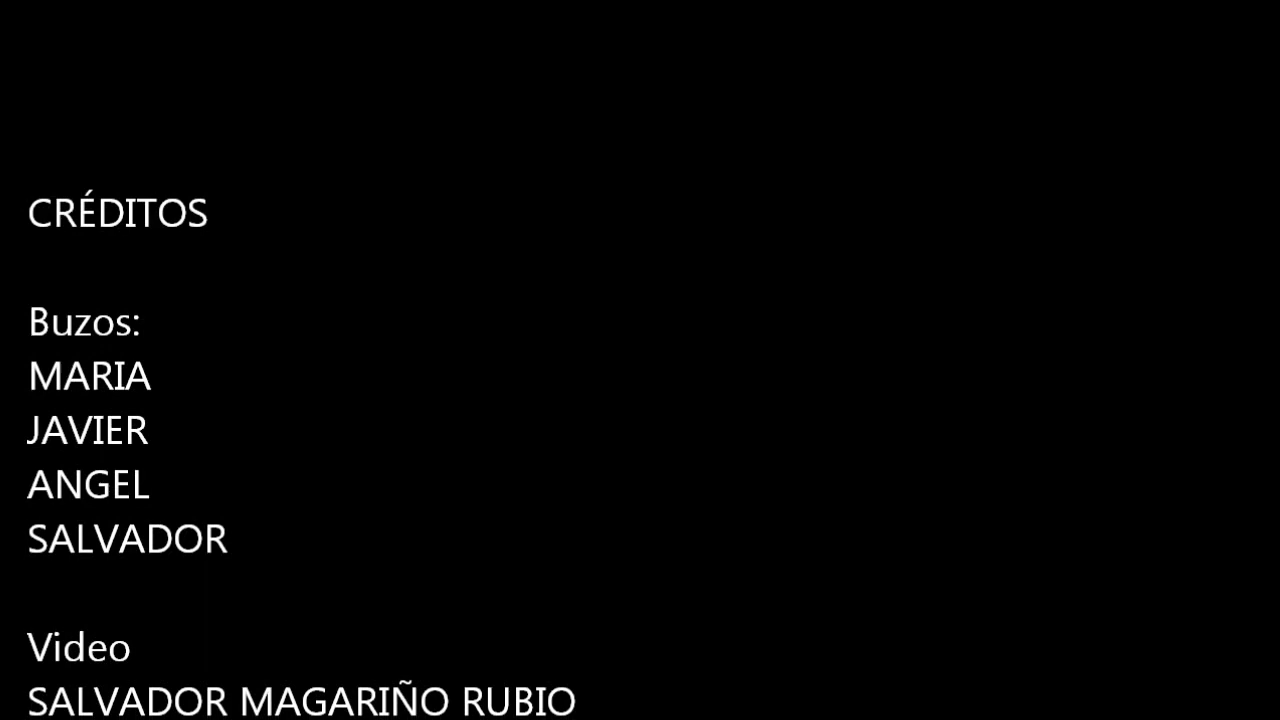 CRÉDITOS
Buzos:
MARIA
JAVIER
ANGEL
SALVADOR
Video
SALVADOR MAGARIÑO RUBIO